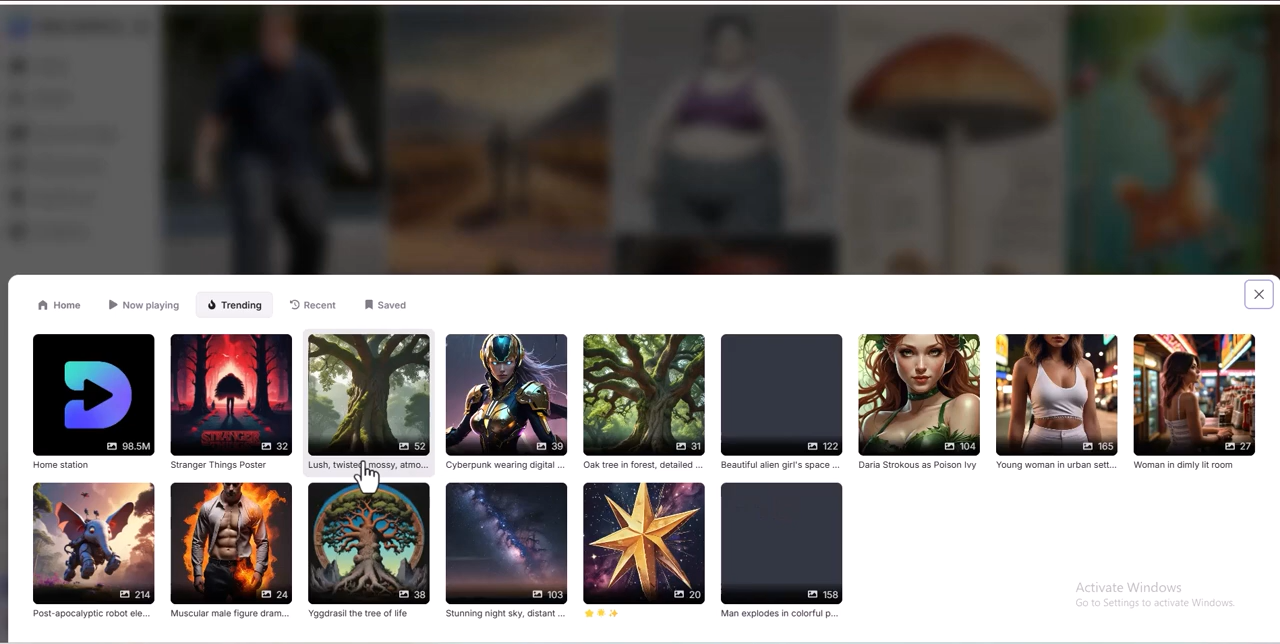 Home
Now playing
Trending
Recent
Saved
98.5M
32
52
39
31
122
104
165
27
Home station
Stranger Things Poster
Lush, twisted, mossy, atmo...
Cyberpunk wearing digital ...
Oak tree in forest, detailed ...
Beautiful alien girl's space ...
Daria Strokous as Poison Ivy
Young woman in urban sett...
Woman in dimly lit room
214
24
38
103
20
158
Post-apocalyptic robot ele...
Muscular male figure dram...
Yggdrasil the tree of life
Stunning night sky, distant ...
⭐ ☀️ ✨
Man explodes in colorful p...
Activate Windows
Go to Settings to activate Windows.